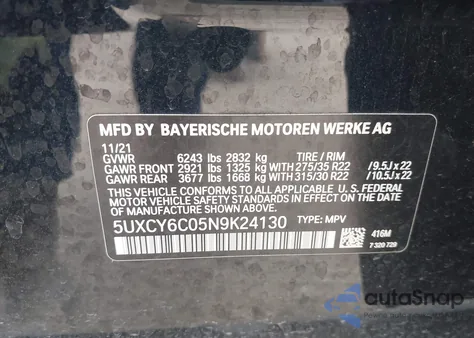 MFD BY BAYERISCHE MOTOREN WERKE AG
11/21
GVWR 6243 lbs 2832 kg TIRE / RIM
GAWR FRONT 2921 lbs 1325 kg WITH 275/35 R22 / 9.5J x 22
GAWR REAR 3677 lbs 1668 kg WITH 315/30 R22 / 10.5J x 22
THIS VEHICLE CONFORMS TO ALL APPLICABLE U.S. FEDERAL
MOTOR VEHICLE SAFETY STANDARDS IN EFFECT ON THE DATE
OF MANUFACTURE SHOWN ABOVE.
5UXCY6C05N9K24130 TYPE: MPV
416M
7 320 729
autoSnap